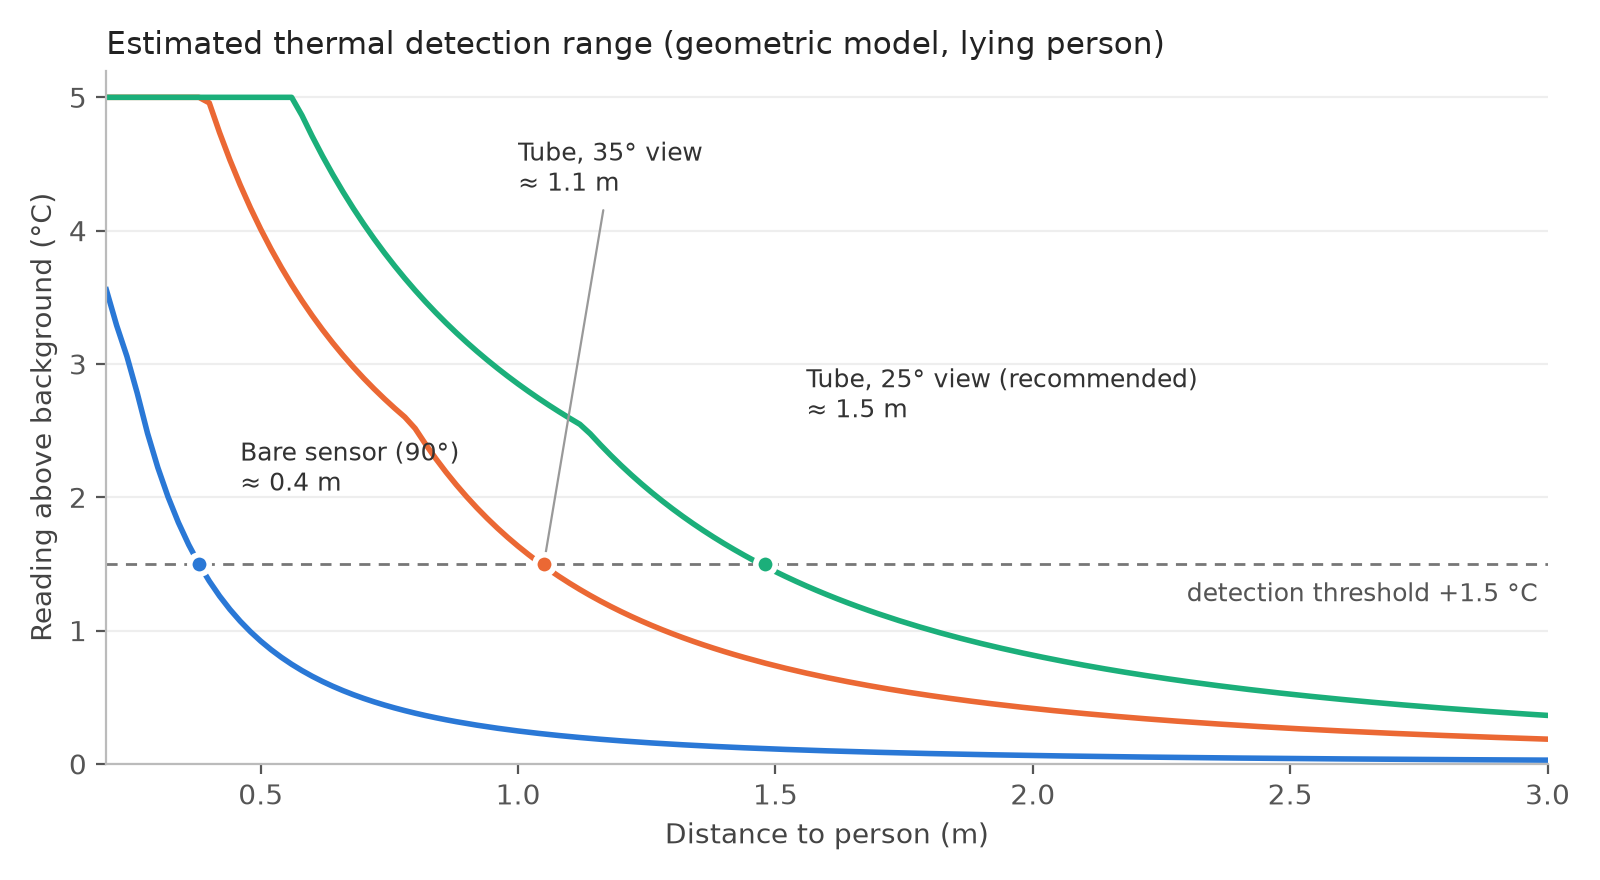 Estimated thermal detection range (geometric model, lying person)
Reading above background (°C)
5
4
3
2
1
0
Tube, 35° view
≈ 1.1 m
Tube, 25° view (recommended)
≈ 1.5 m
Bare sensor (90°)
≈ 0.4 m
detection threshold +1.5 °C
0.5 1.0 1.5 2.0 2.5 3.0
Distance to person (m)